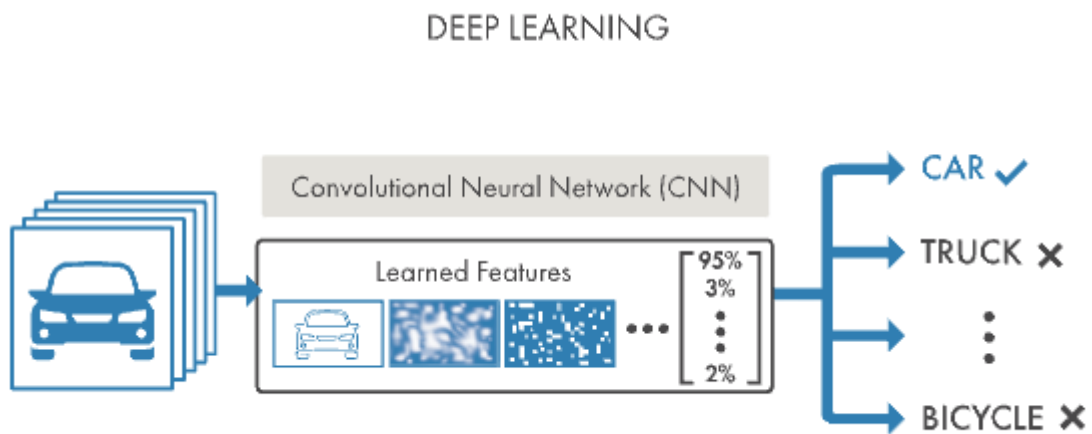 DEEP LEARNING
Convolutional Neural Network (CNN)
Learned Features
95%
3%
2%
CAR
TRUCK
BICYCLE